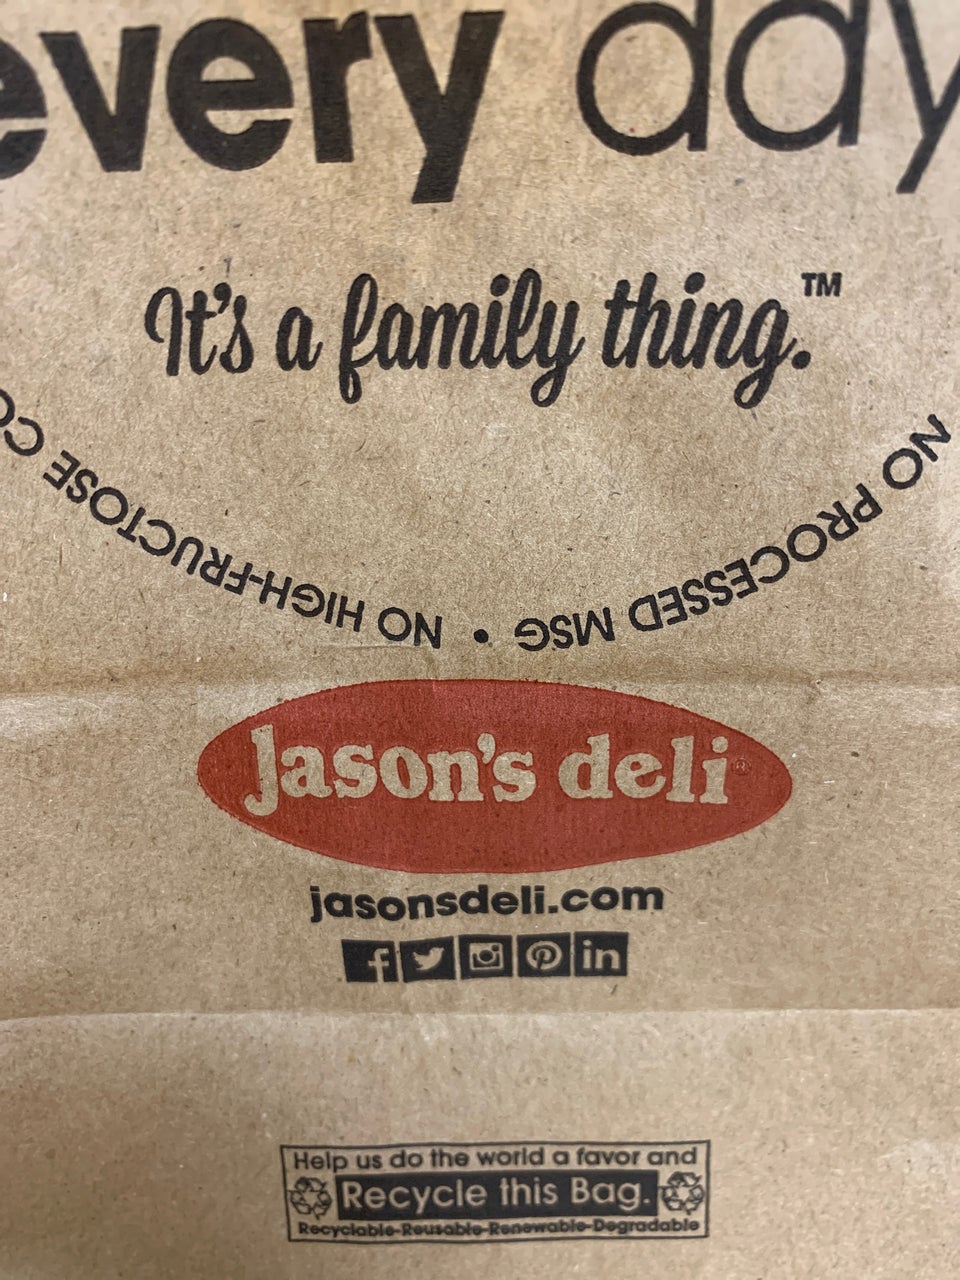 every day
It's a family thing.™
NO PROCESSED MSG • NO HIGH-FRUCTOSE
Jason's deli®
jasonsdeli.com
f in
Help us do the world a favor and
Recycle this Bag.
Recyclable-Reusable-Renewable-Degradable